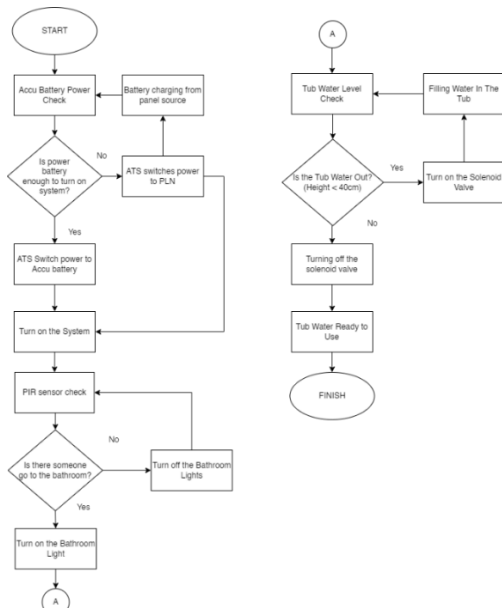 START
Accu Battery Power
Check
Battery charging from
panel source
Is power
battery
enough to turn on
system?
No
ATS switches power
to PLN
Yes
ATS Switch power to
Accu battery
Turn on the System
PIR sensor check
Is there someone
go to the bathroom?
No
Turn off the Bathroom
Lights
Yes
Turn on the Bathroom
Light
A
A
Tub Water Level
Check
Filling Water In The
Tub
Is the Tub Water Out?
(Height < 40cm)
Yes
Turn on the Solenoid
Valve
No
Turning off the
solenoid valve
Tub Water Ready to
Use
FINISH